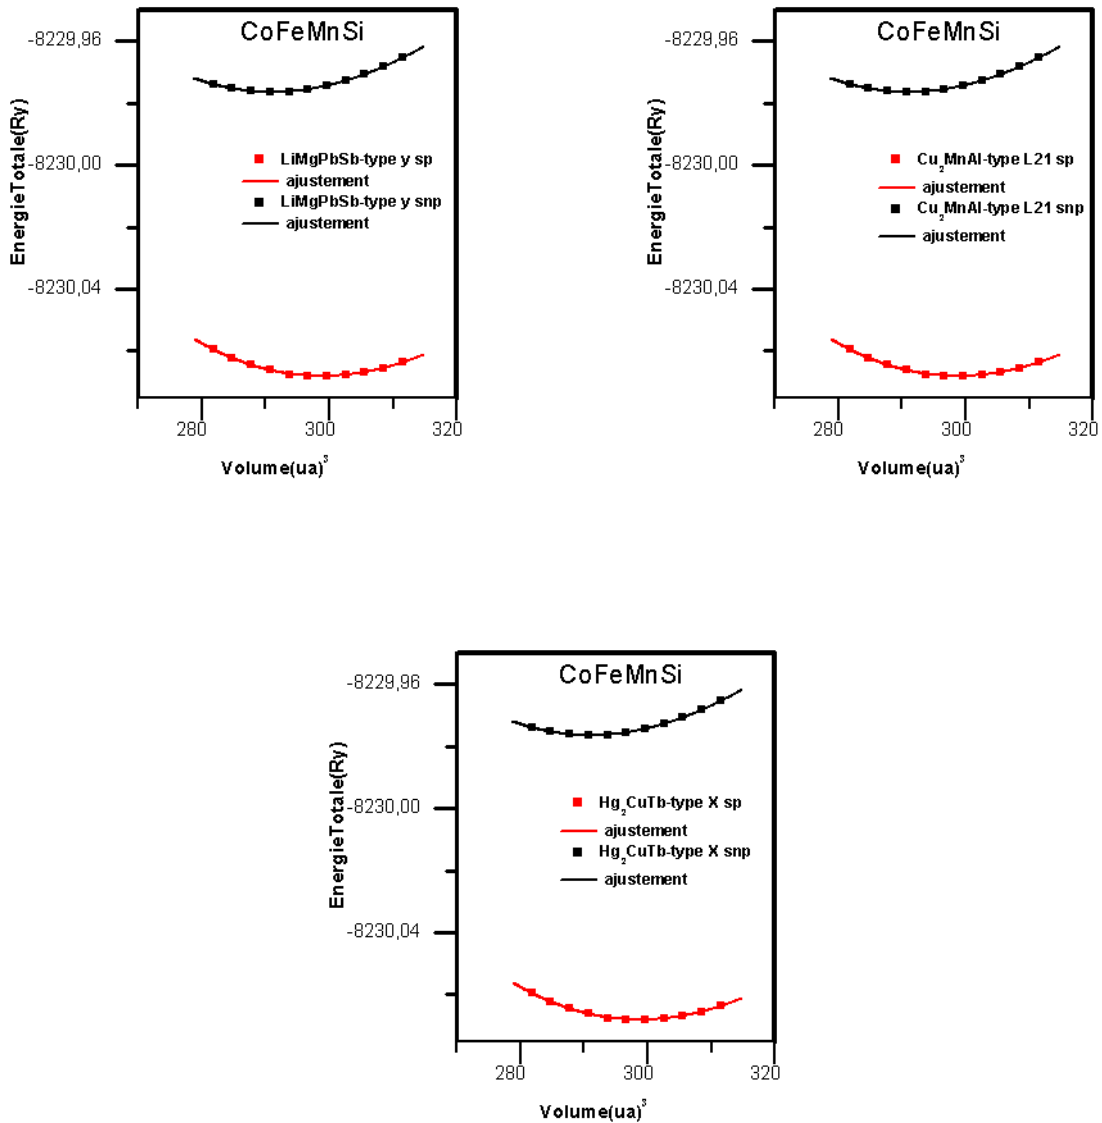 CoFeMnSi
-8229,96
-8230,00
-8230,04
EnergieTotale(Ry)
LiMgPbSb-type y sp
ajustement
LiMgPbSb-type y snp
ajustement
280
300
320
Volume(ua)³
CoFeMnSi
-8229,96
-8230,00
-8230,04
EnergieTotale(Ry)
Cu₂MnAl-type L21 sp
ajustement
Cu₂MnAl-type L21 snp
ajustement
280
300
320
Volume(ua)³
CoFeMnSi
-8229,96
-8230,00
-8230,04
EnergieTotale(Ry)
Hg₂CuTb-type X sp
ajustement
Hg₂CuTb-type X snp
ajustement
280
300
320
Volume(ua)³